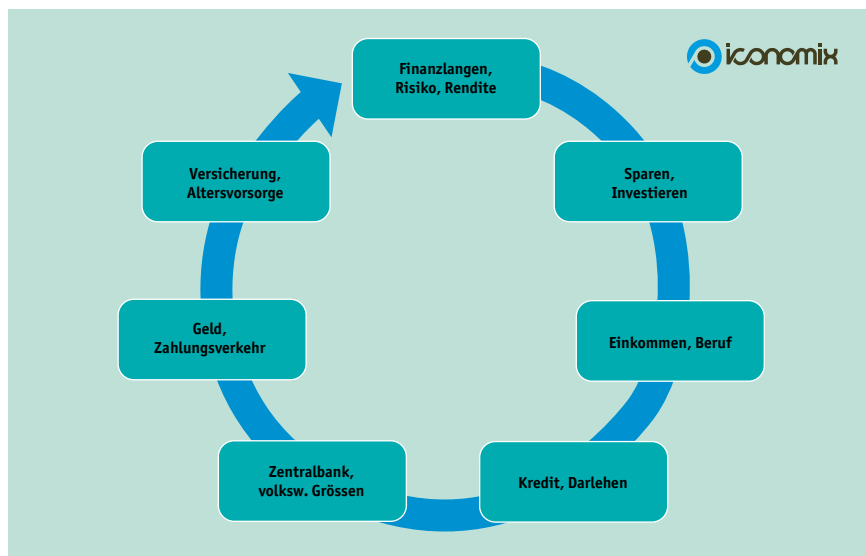 iconomix
Finanzlangen,
Risiko, Rendite
Sparen,
Investieren
Einkommen, Beruf
Kredit, Darlehen
Zentralbank,
volksw. Grössen
Geld,
Zahlungsverkehr
Versicherung,
Altersvorsorge